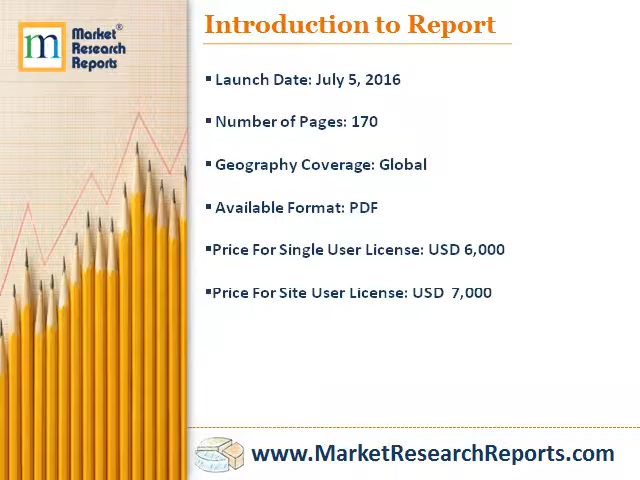 Introduction to Report
m
Market®
Research
Reports
▪ Launch Date: July 5, 2016
▪ Number of Pages: 170
▪ Geography Coverage: Global
▪ Available Format: PDF
▪Price For Single User License: USD 6,000
▪Price For Site User License: USD 7,000
www.MarketResearchReports.com